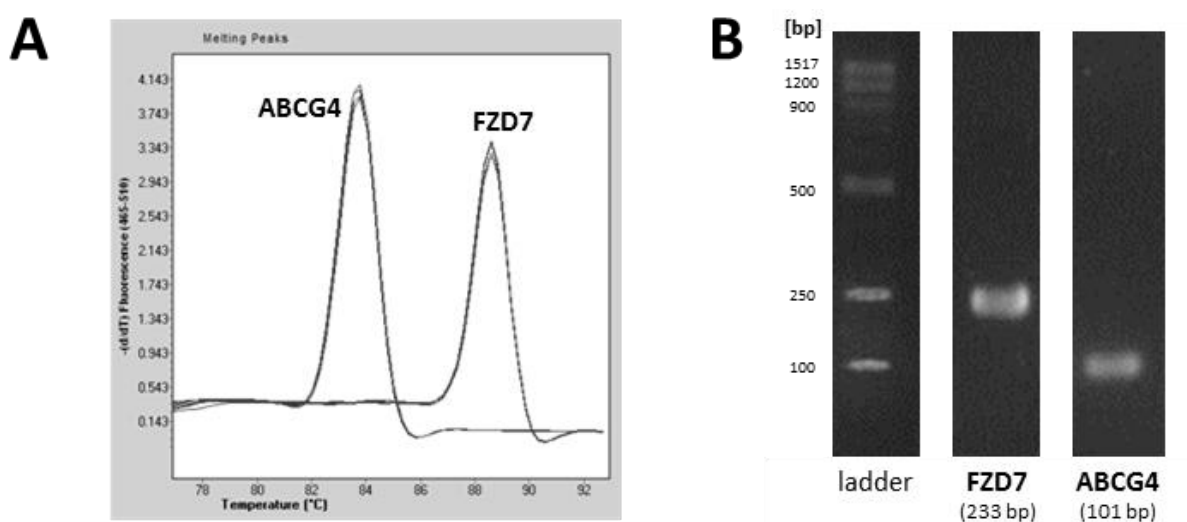 A
Melting Peaks
-(d/dT) Fluorescence (465-510)
4.143
3.743
3.343
2.943
2.543
2.143
1.743
1.343
0.943
0.543
0.143
ABCG4
FZD7
78 80 82 84 86 88 90 92
Temperature (°C)
B
[bp]
1517
1200
900
500
250
100
ladder
FZD7
(233 bp)
ABCG4
(101 bp)